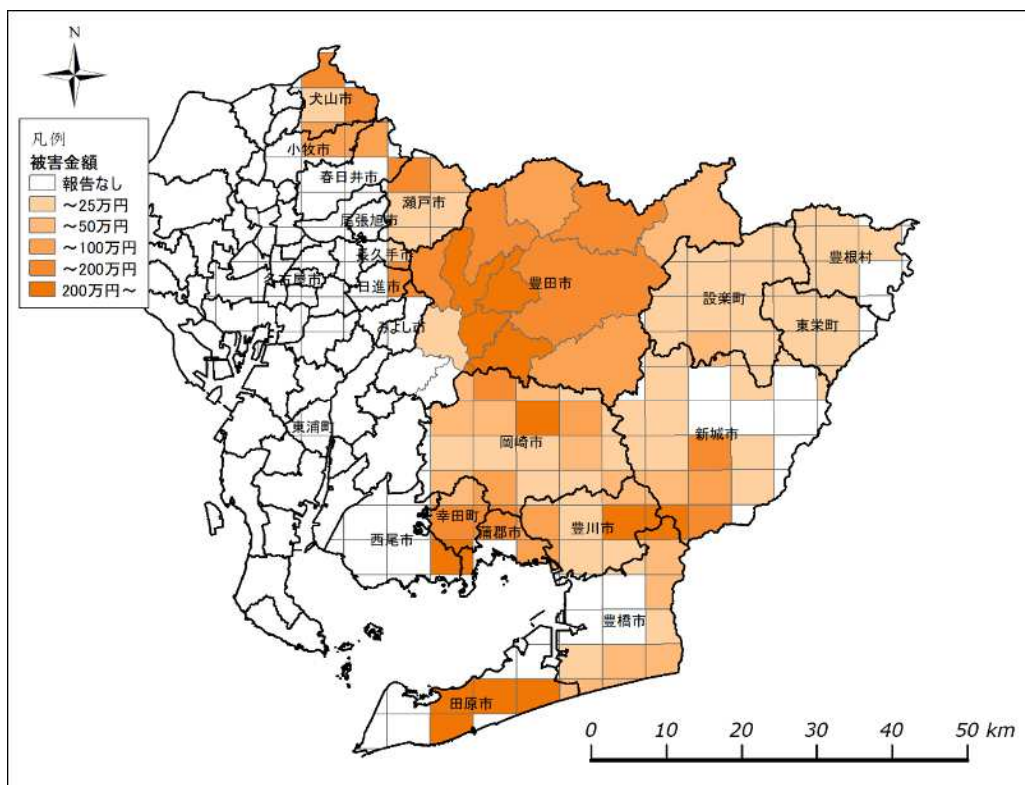 N
凡例
被害金額
報告なし
～25万円
～50万円
～100万円
～200万円
200万円～
犬山市
小牧市
春日井市
瀬戸市
尾張旭市
長久手市
名古屋市
日進市
みよし市
豊田市
豊根村
設楽町
東栄町
東浦町
岡崎市
新城市
幸田町
西尾市
蒲郡市
豊川市
豊橋市
田原市
0 10 20 30 40 50 km